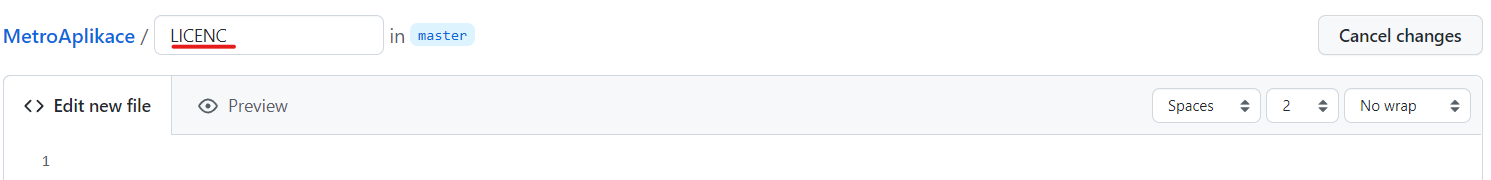 MetroAplikace / LICENC in master Cancel changes
<> Edit new file Preview Spaces 2 No wrap
1